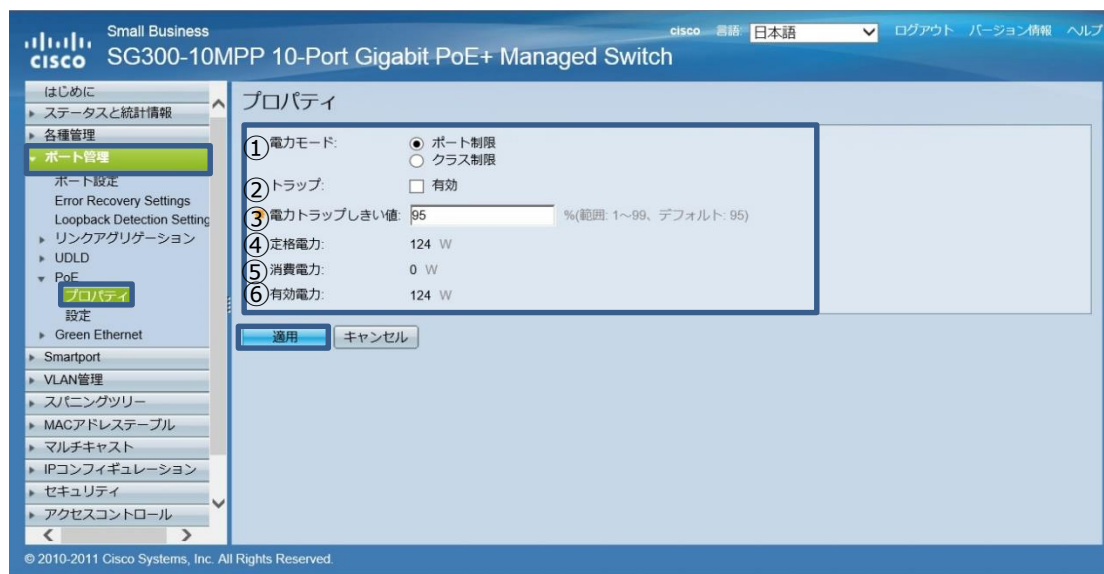 Small Business
cisco 言語 日本語 ログアウト バージョン情報 ヘルプ
CISCO SG300-10MPP 10-Port Gigabit PoE+ Managed Switch
はじめに
ステータスと統計情報
各種管理
ポート管理
ポート設定
Error Recovery Settings
Loopback Detection Setting
リンクアグリゲーション
UDLD
PoE
プロパティ
設定
Green Ethernet
Smartport
VLAN管理
スパニングツリー
MACアドレステーブル
マルチキャスト
IPコンフィギュレーション
セキュリティ
アクセスコントロール
プロパティ
①電力モード: ポート制限
クラス制限
②トラップ: 有効
③電力トラップしきい値: 95 %(範囲: 1~99、デフォルト: 95)
④定格電力: 124 W
⑤消費電力: 0 W
⑥有効電力: 124 W
適用 キャンセル
© 2010-2011 Cisco Systems, Inc. All Rights Reserved.